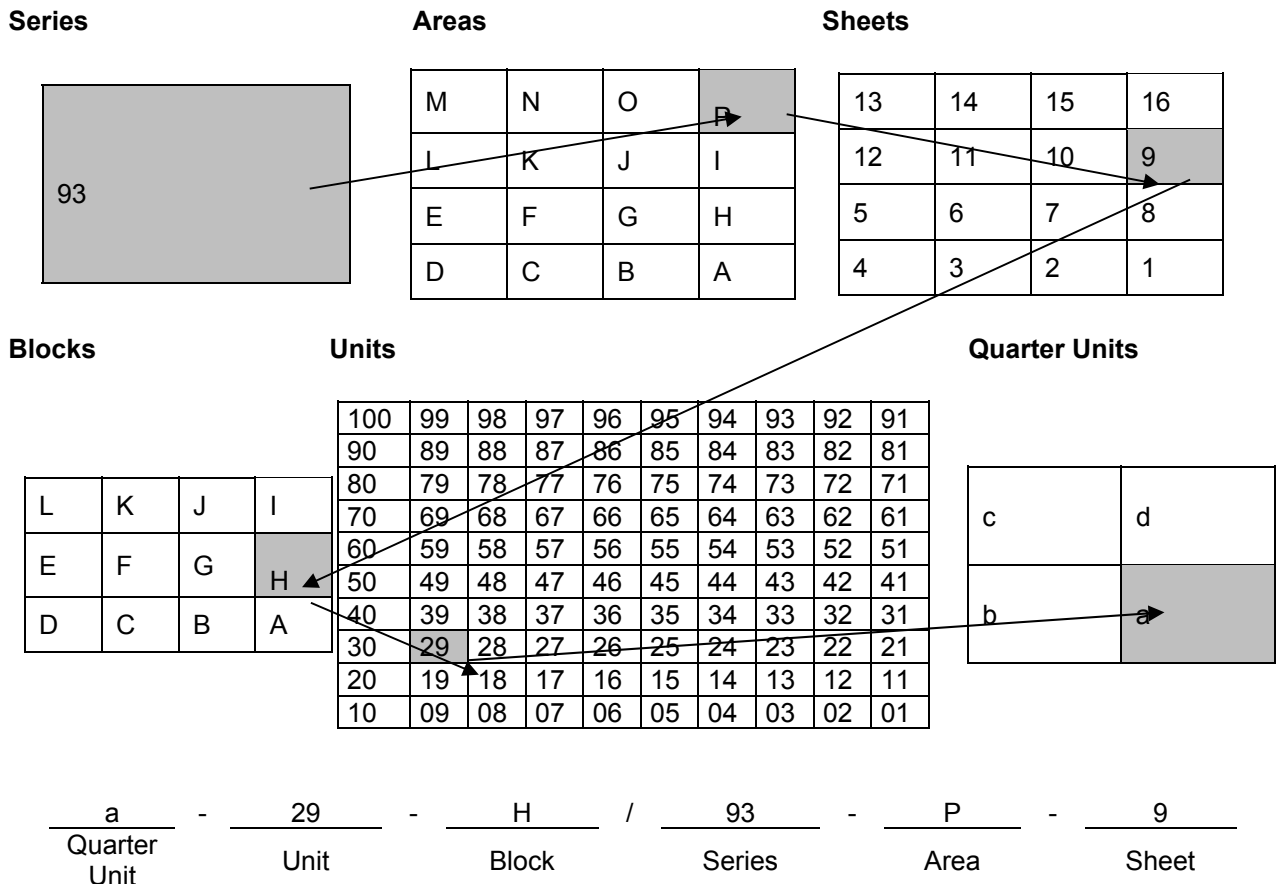 Series Areas Sheets
93
M N O P
L K J I
E F G H
D C B A
13 14 15 16
12 11 10 9
5 6 7 8
4 3 2 1
Blocks Units Quarter Units
L K J I
E F G H
D C B A
100 99 98 97 96 95 94 93 92 91
90 89 88 87 86 85 84 83 82 81
80 79 78 77 76 75 74 73 72 71
70 69 68 67 66 65 64 63 62 61
60 59 58 57 56 55 54 53 52 51
50 49 48 47 46 45 44 43 42 41
40 39 38 37 36 35 34 33 32 31
30 29 28 27 26 25 24 23 22 21
20 19 18 17 16 15 14 13 12 11
10 09 08 07 06 05 04 03 02 01
c d
b a
a - 29 - H / 93 - P - 9
Quarter Unit Unit Block Series Area Sheet